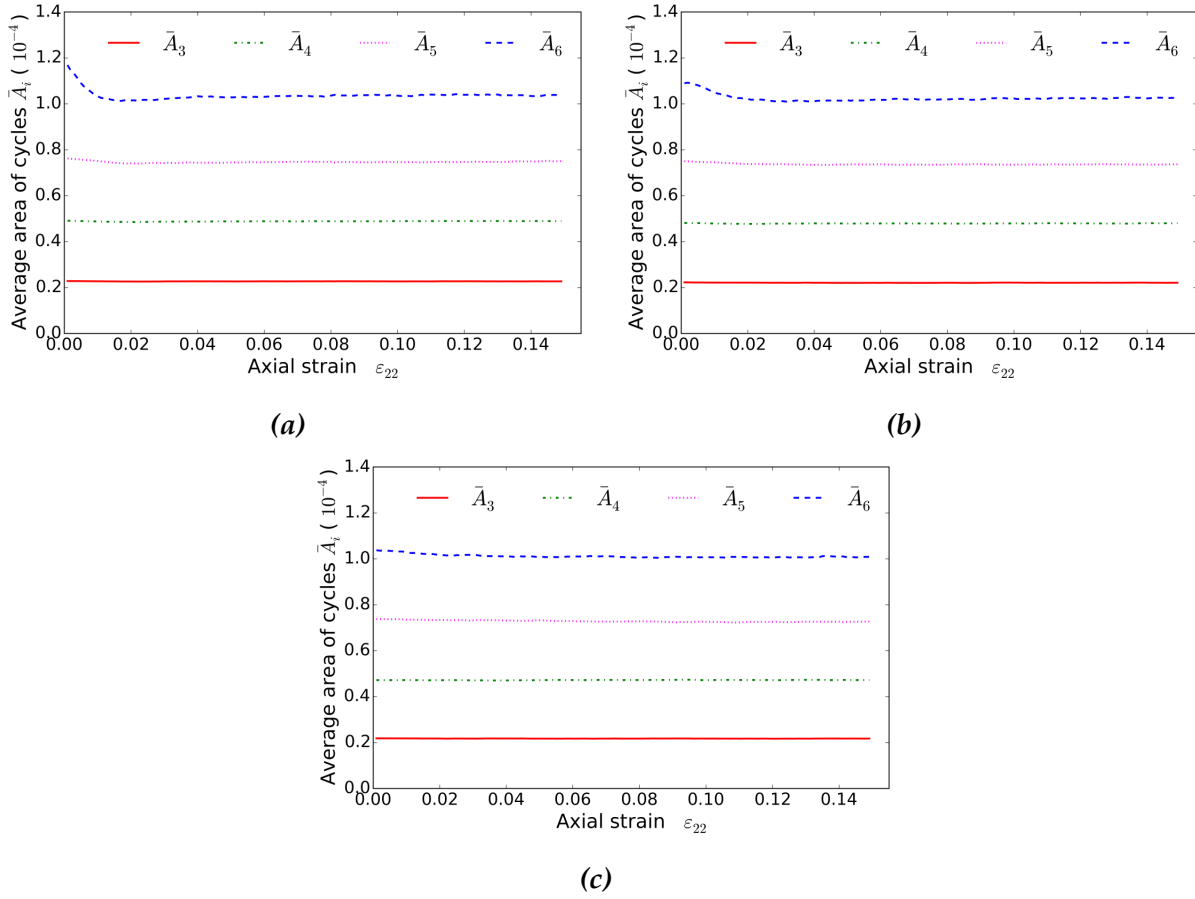 1.4
1.2
1.0
0.8
0.6
0.4
0.2
0.0
Average area of cycles Āᵢ ( 10⁻⁴)
Ā₃ Ā₄ Ā₅ Ā₆
0.00 0.02 0.04 0.06 0.08 0.10 0.12 0.14
Axial strain ε₂₂
(a)
1.4
1.2
1.0
0.8
0.6
0.4
0.2
0.0
Average area of cycles Āᵢ ( 10⁻⁴)
Ā₃ Ā₄ Ā₅ Ā₆
0.00 0.02 0.04 0.06 0.08 0.10 0.12 0.14
Axial strain ε₂₂
(b)
1.4
1.2
1.0
0.8
0.6
0.4
0.2
0.0
Average area of cycles Āᵢ ( 10⁻⁴)
Ā₃ Ā₄ Ā₅ Ā₆
0.00 0.02 0.04 0.06 0.08 0.10 0.12 0.14
Axial strain ε₂₂
(c)